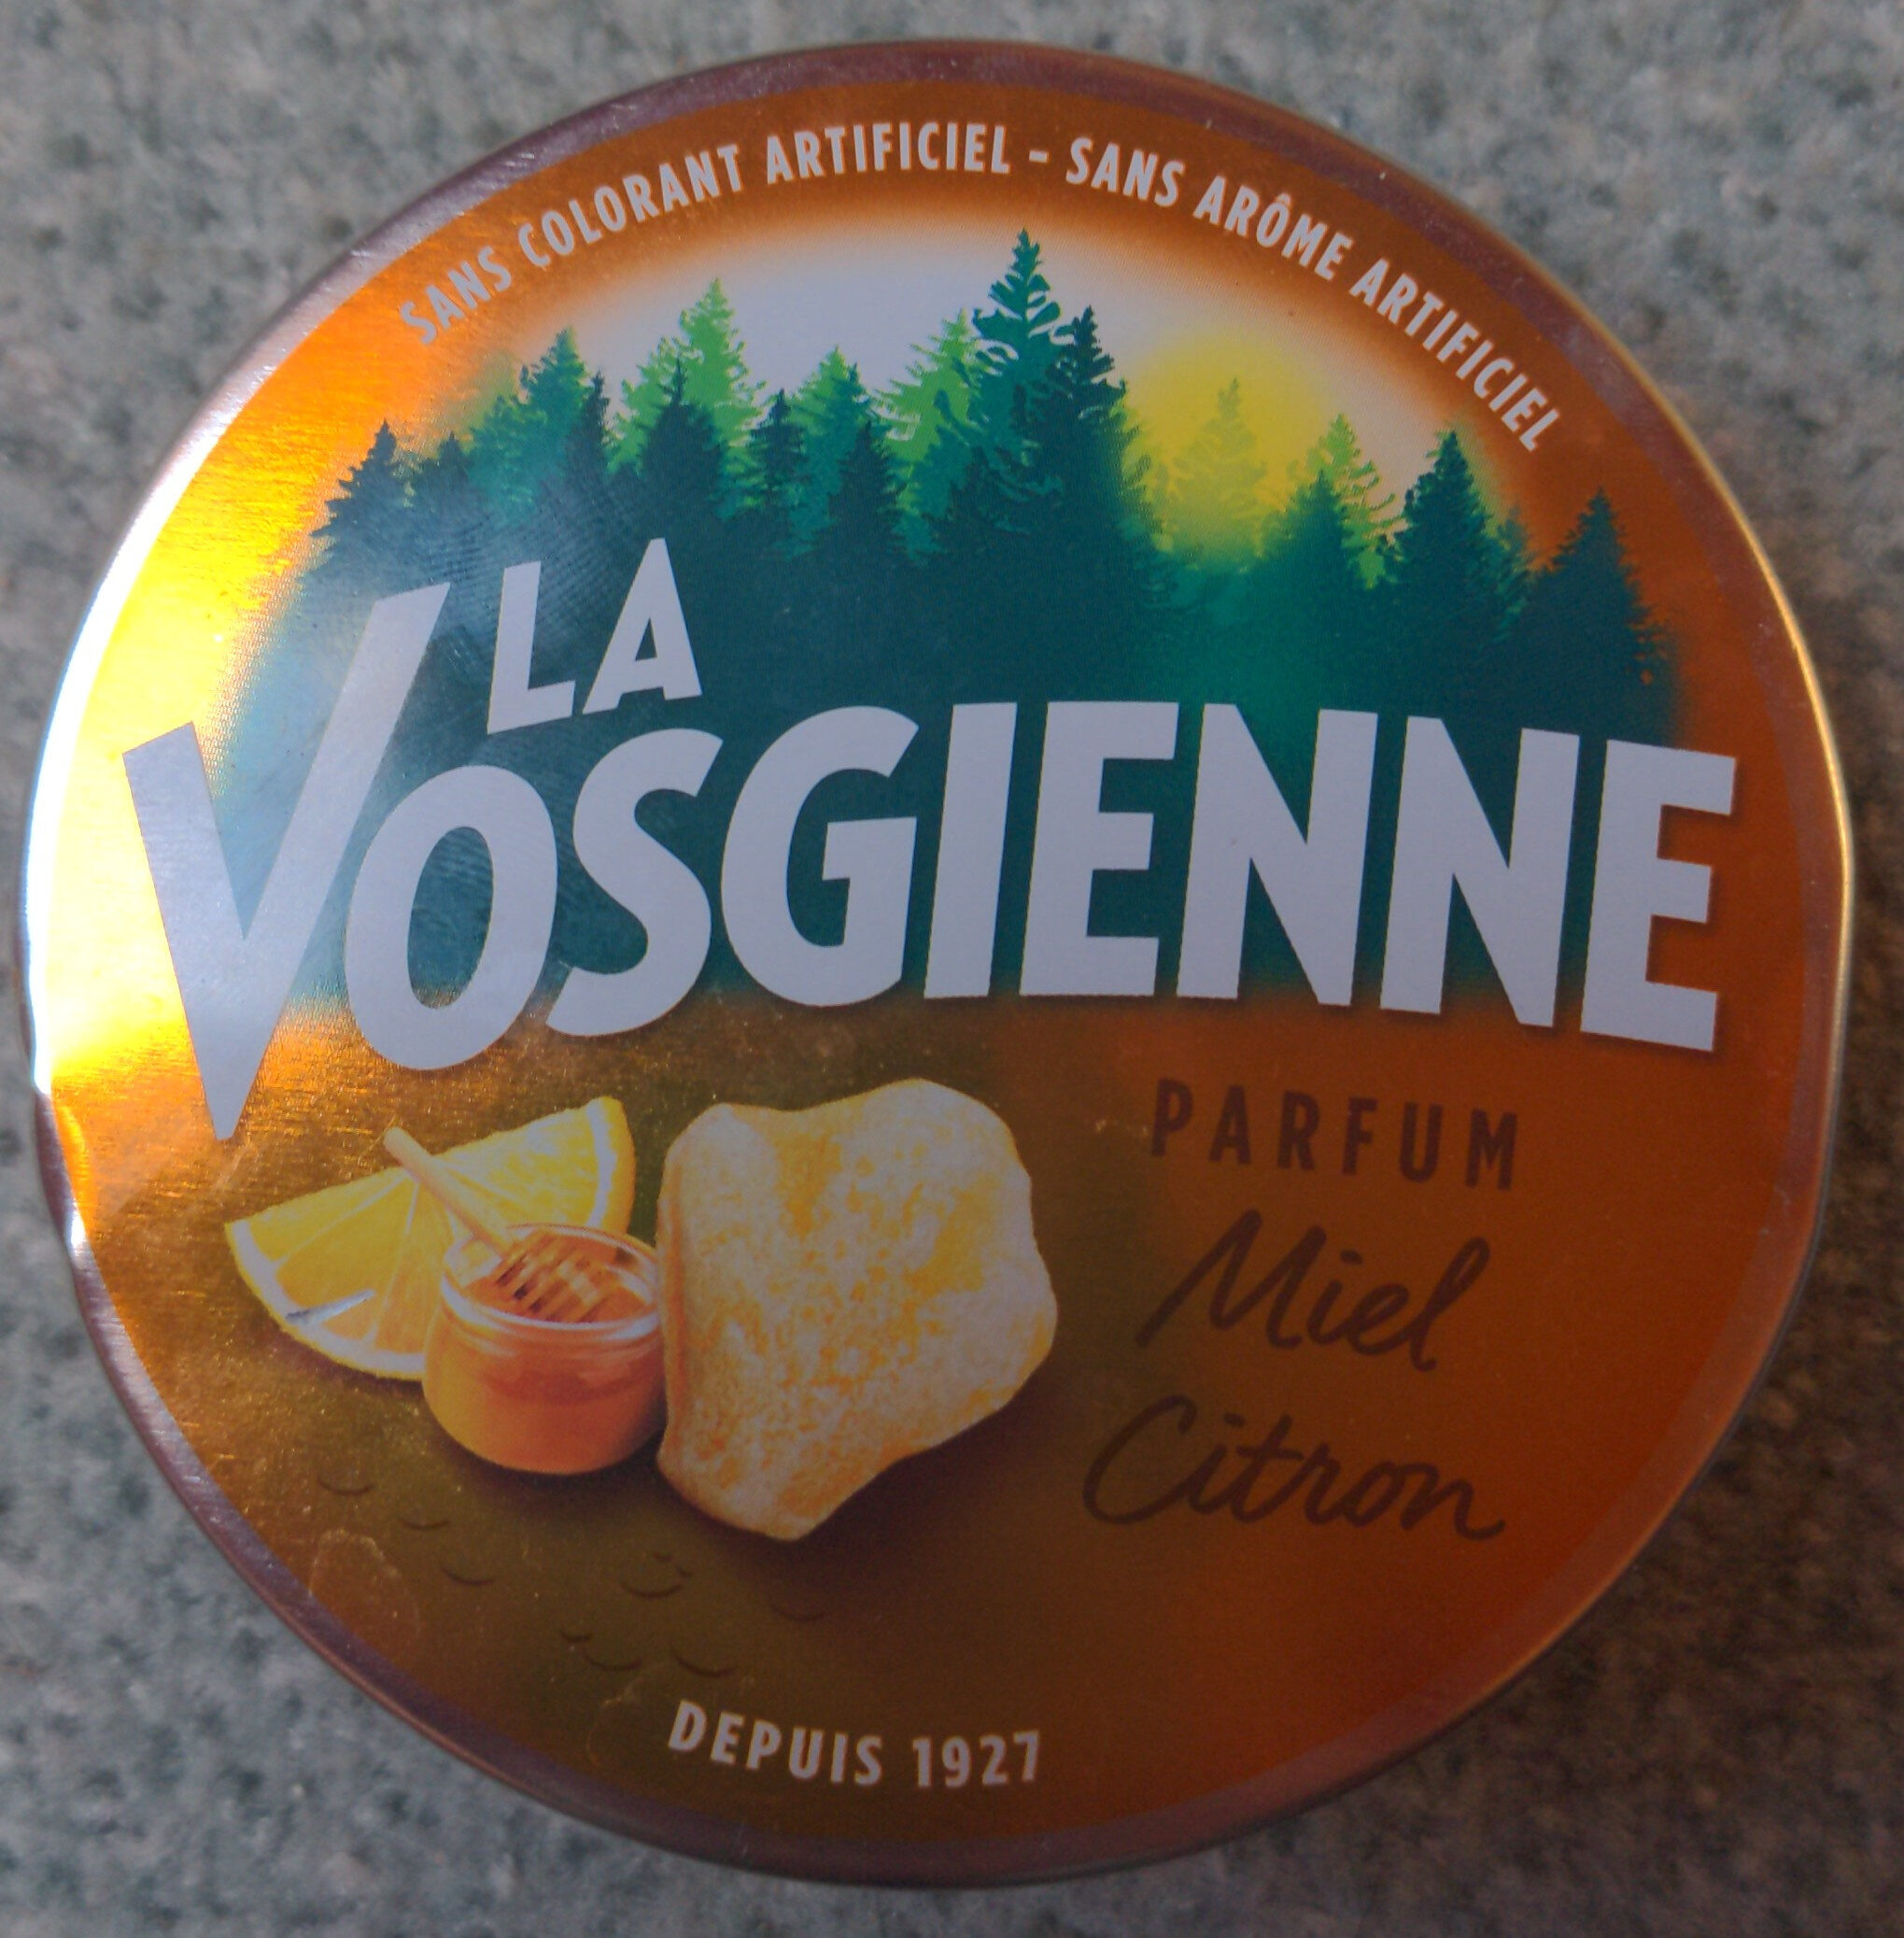 SANS COLORANT ARTIFICIEL - SANS ARÔME ARTIFICIEL
LA
VOSGIENNE
PARFUM
Miel
Citron
DEPUIS 1927